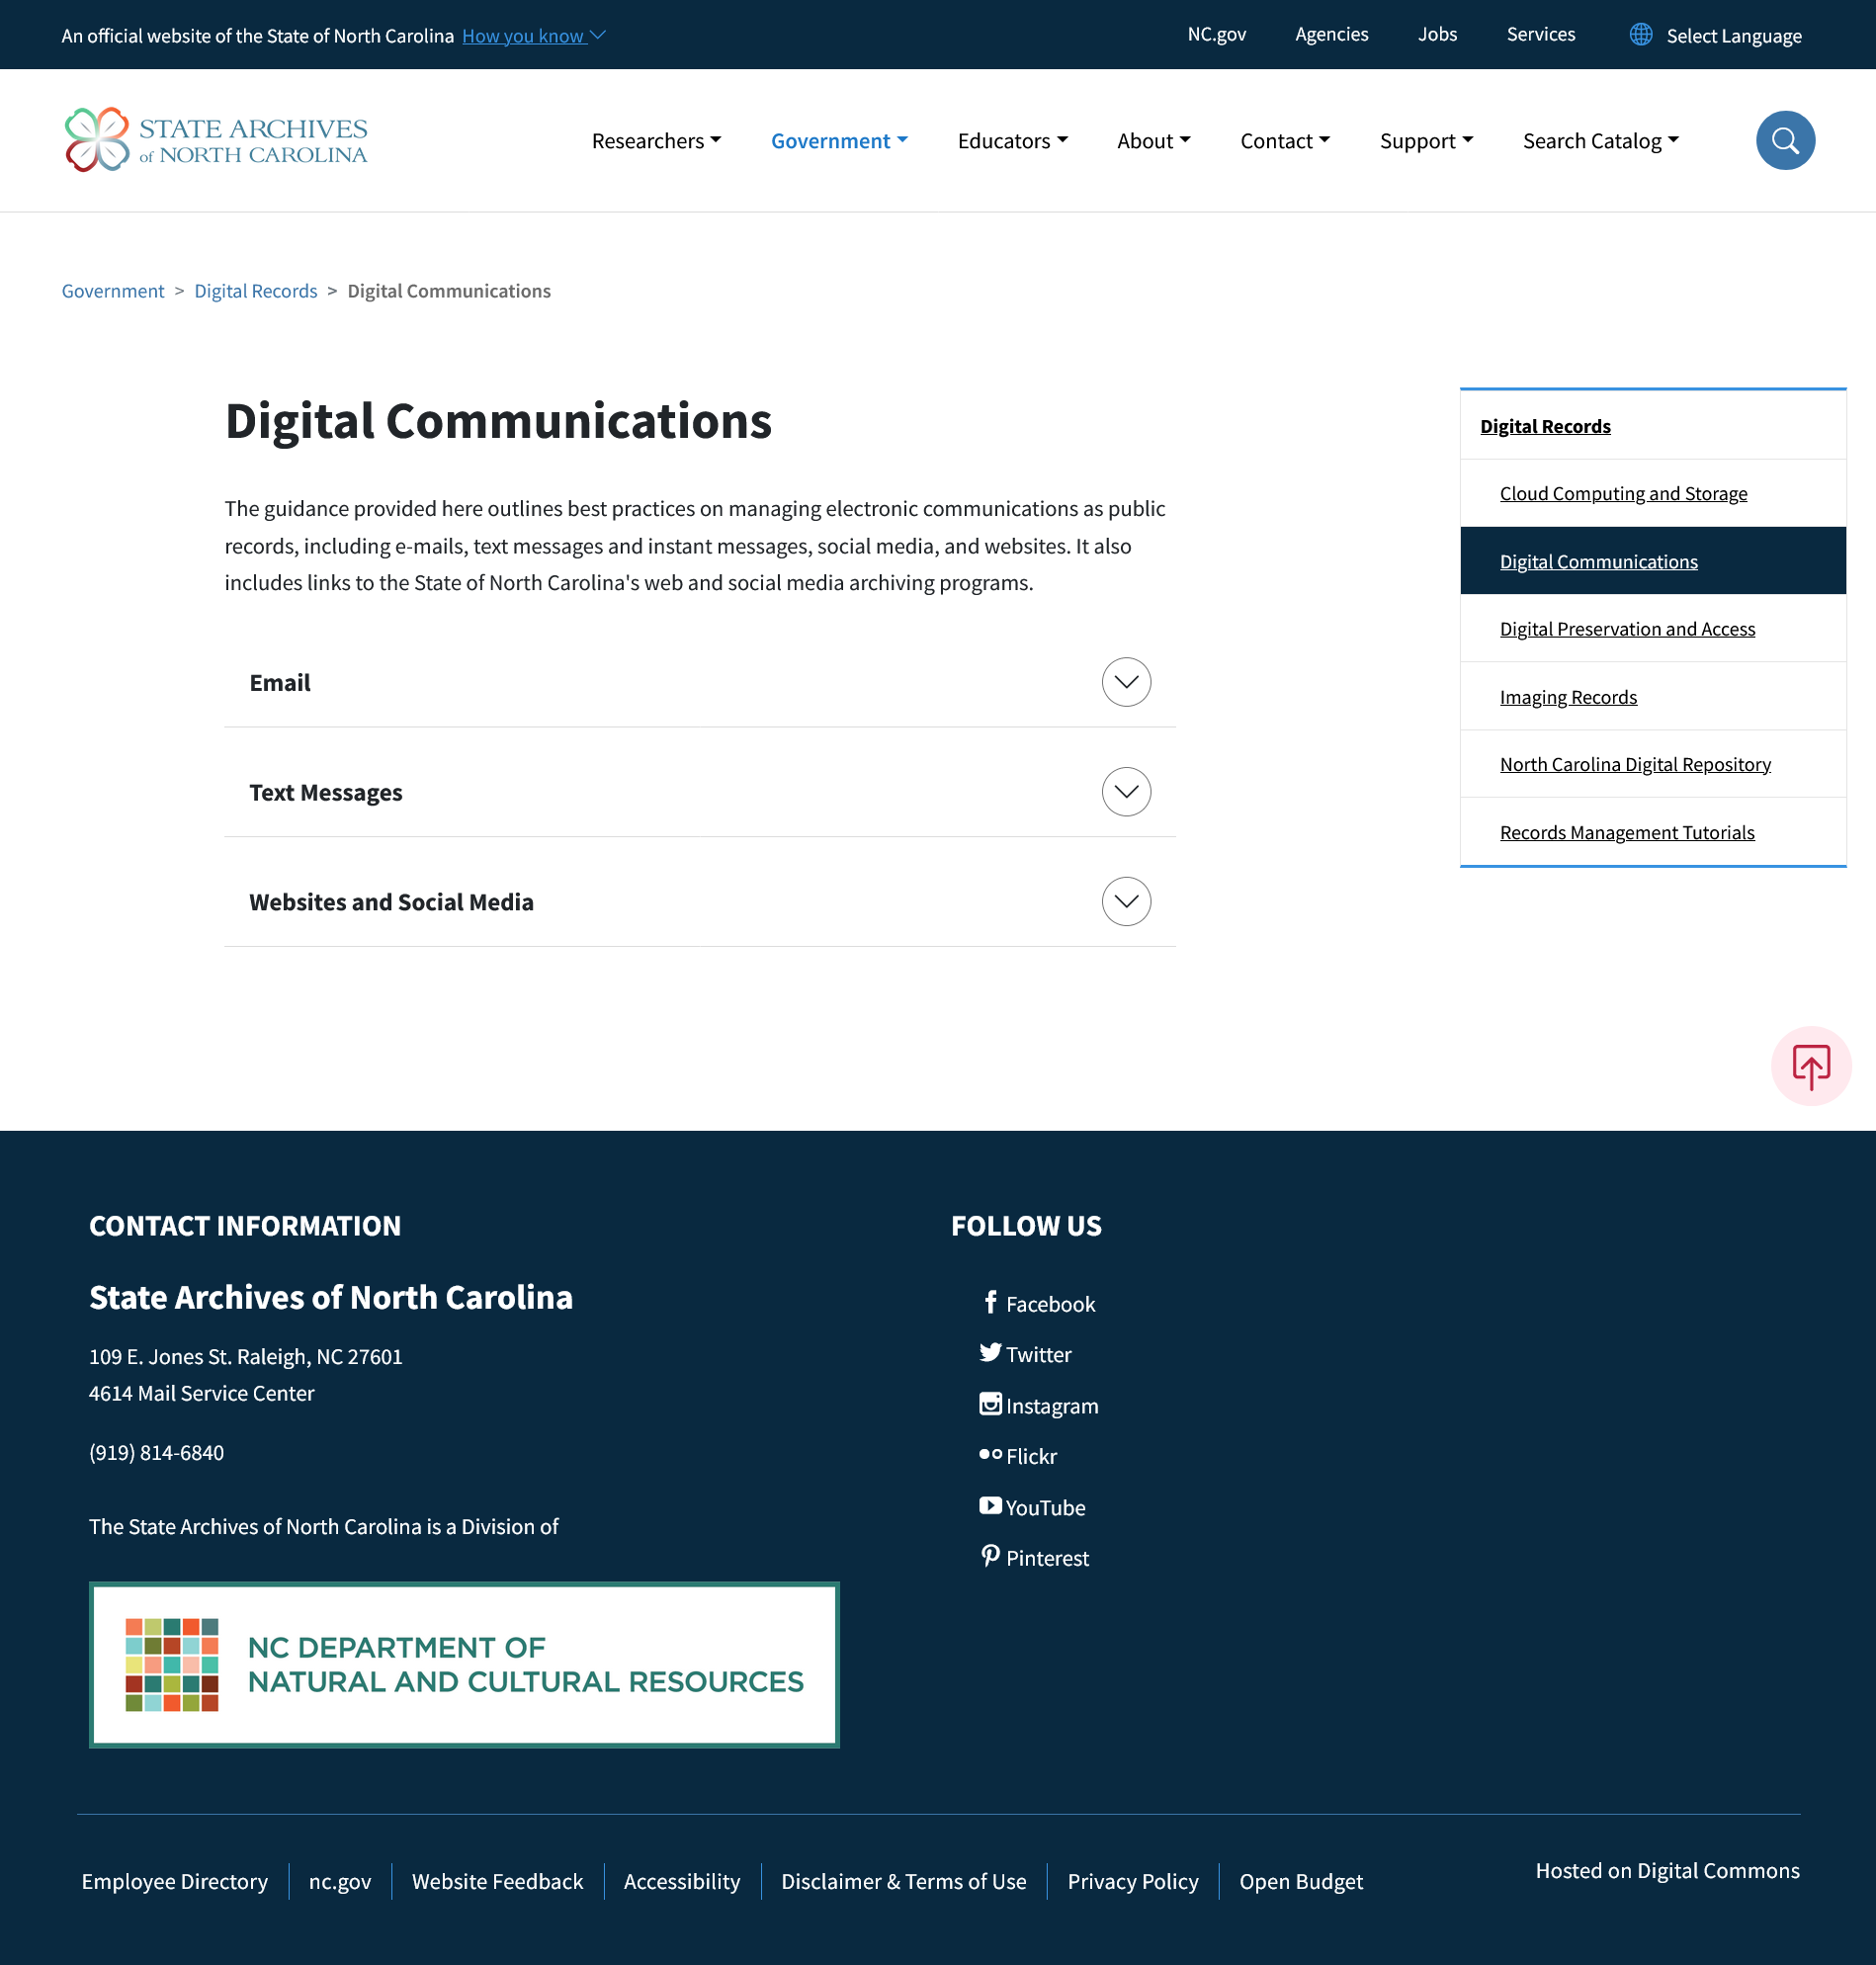 An official website of the State of North Carolina How you know
NC.gov Agencies Jobs Services Select Language
STATE ARCHIVES
of NORTH CAROLINA
Researchers Government Educators About Contact Support Search Catalog
Government > Digital Records > Digital Communications
Digital Communications
The guidance provided here outlines best practices on managing electronic communications as public
records, including e-mails, text messages and instant messages, social media, and websites. It also
includes links to the State of North Carolina's web and social media archiving programs.
Email
Text Messages
Websites and Social Media
Digital Records
Cloud Computing and Storage
Digital Communications
Digital Preservation and Access
Imaging Records
North Carolina Digital Repository
Records Management Tutorials
CONTACT INFORMATION
State Archives of North Carolina
109 E. Jones St. Raleigh, NC 27601
4614 Mail Service Center
(919) 814-6840
The State Archives of North Carolina is a Division of
NC DEPARTMENT OF
NATURAL AND CULTURAL RESOURCES
FOLLOW US
Facebook
Twitter
Instagram
Flickr
YouTube
Pinterest
Employee Directory nc.gov Website Feedback Accessibility Disclaimer & Terms of Use Privacy Policy Open Budget
Hosted on Digital Commons